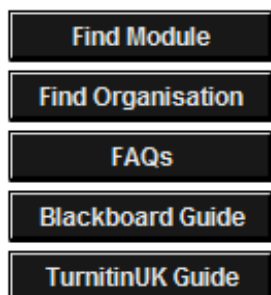 Find Module
Find Organisation
FAQs
Blackboard Guide
TurnitinUK Guide